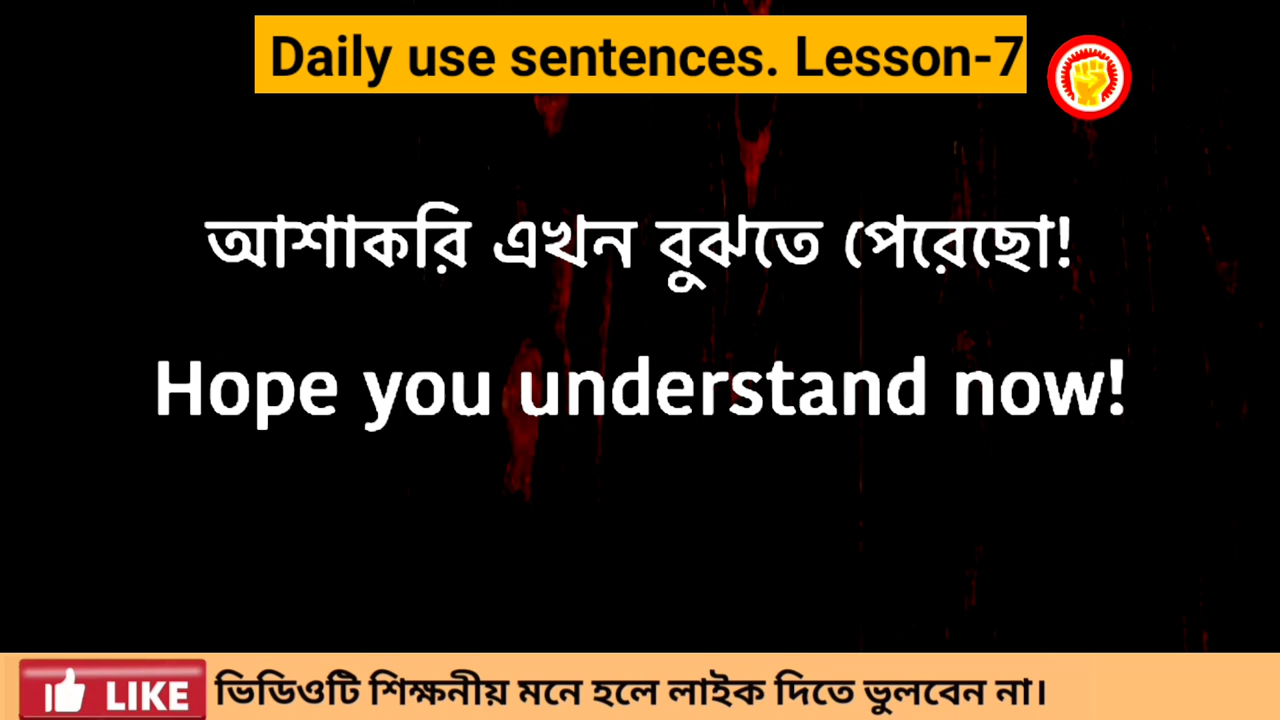 Daily use sentences. Lesson-7
আশাকরি এখন বুঝতে পেরেছো!
Hope you understand now!
LIKE ভিডিওটি শিক্ষনীয় মনে হলে লাইক দিতে ভুলবেন না।